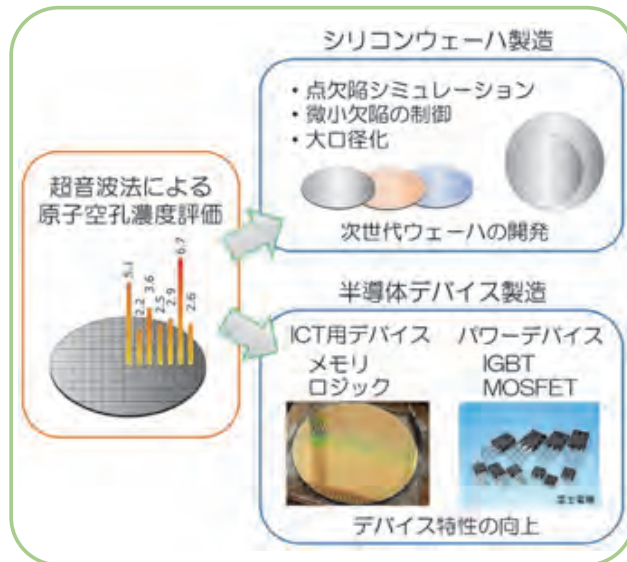 シリコンウェーハ製造
・点欠陥シミュレーション
・微小欠陥の制御
・大口径化
次世代ウェーハの開発
超音波法による
原子空孔濃度評価
5.1
2.2
3.6
2.5
2.9
6.7
2.6
半導体デバイス製造
ICT用デバイス
メモリ
ロジック
パワーデバイス
IGBT
MOSFET
富士電機
デバイス特性の向上